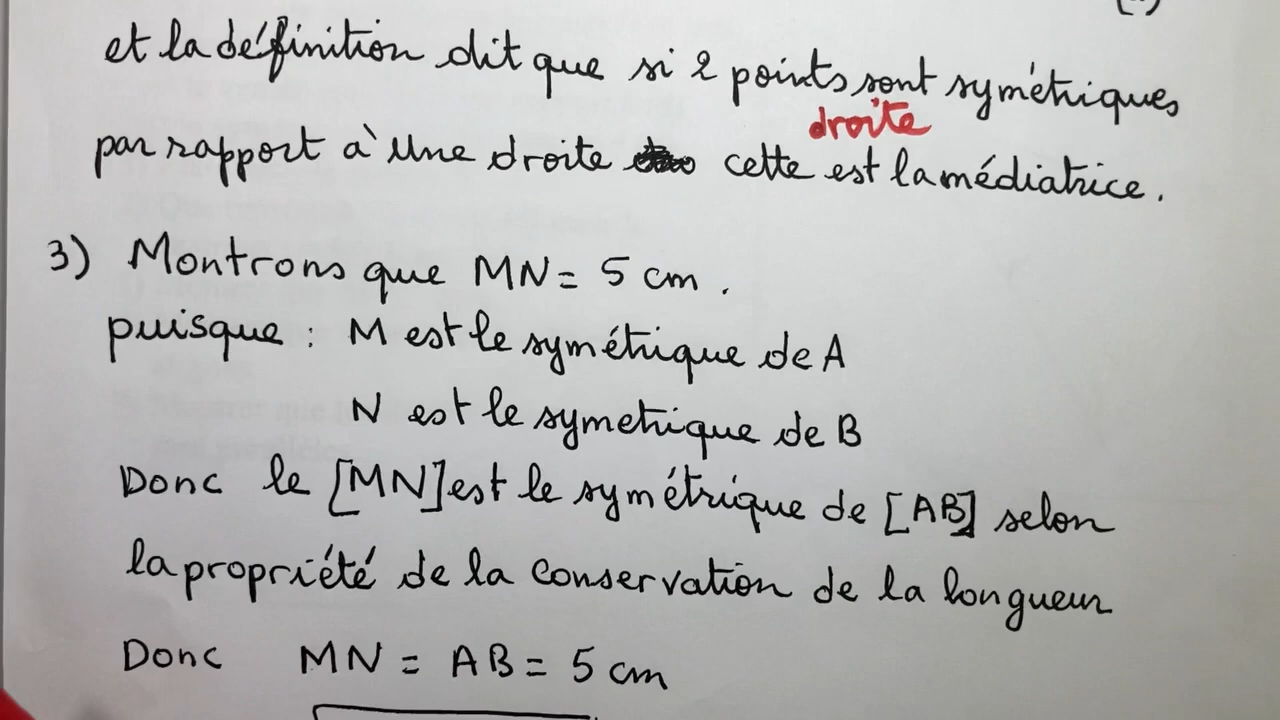 et la définition dit que si 2 points sont symétriques
droite
par rapport à une droite cette est la médiatrice.
3) Montrons que MN = 5 cm.
puisque : M est le symétrique de A
N est le symetrique de B
Donc le [MN] est le symétrique de [AB] selon
la propriété de la conservation de la longueur
Donc MN = AB = 5 cm